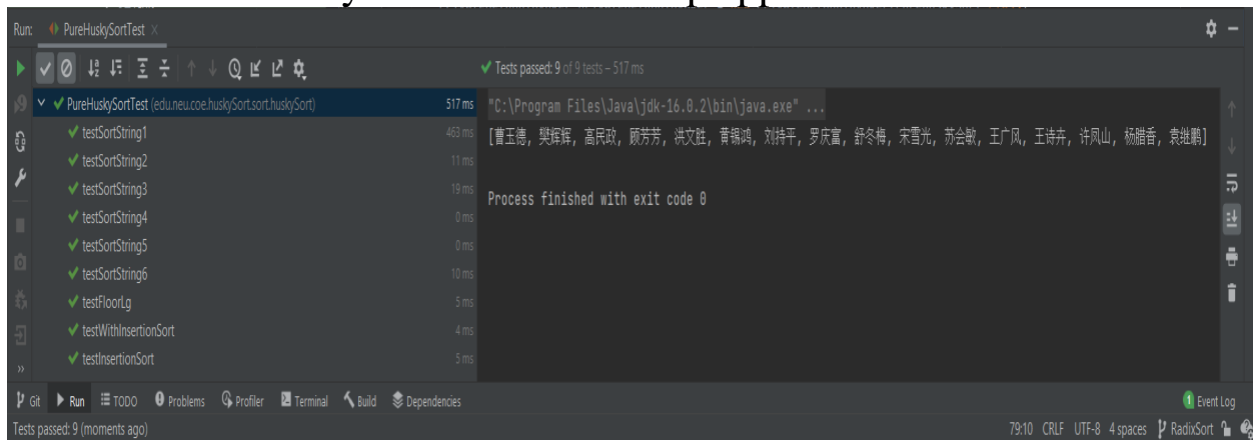 Run: PureHuskySortTest ×
Tests passed: 9 of 9 tests – 517 ms
PureHuskySortTest (edu.neu.coe.huskySort.sort.huskySort) 517 ms
testSortString1 463 ms
testSortString2 11 ms
testSortString3 19 ms
testSortString4 0 ms
testSortString5 0 ms
testSortString6 10 ms
testFloorLg 5 ms
testWithInsertionSort 4 ms
testInsertionSort 5 ms
"C:\Program Files\Java\jdk-16.0.2\bin\java.exe" ...
[曹玉德, 樊辉辉, 高民政, 顾芳芳, 洪文胜, 黄锡鸿, 刘持平, 罗庆富, 舒冬梅, 宋雪光, 苏会敏, 王广风, 王诗卉, 许凤山, 杨腊香, 袁继鹏]
Process finished with exit code 0
Git Run TODO Problems Profiler Terminal Build Dependencies 1 Event Log
Tests passed: 9 (moments ago) 79:10 CRLF UTF-8 4 spaces RadixSort